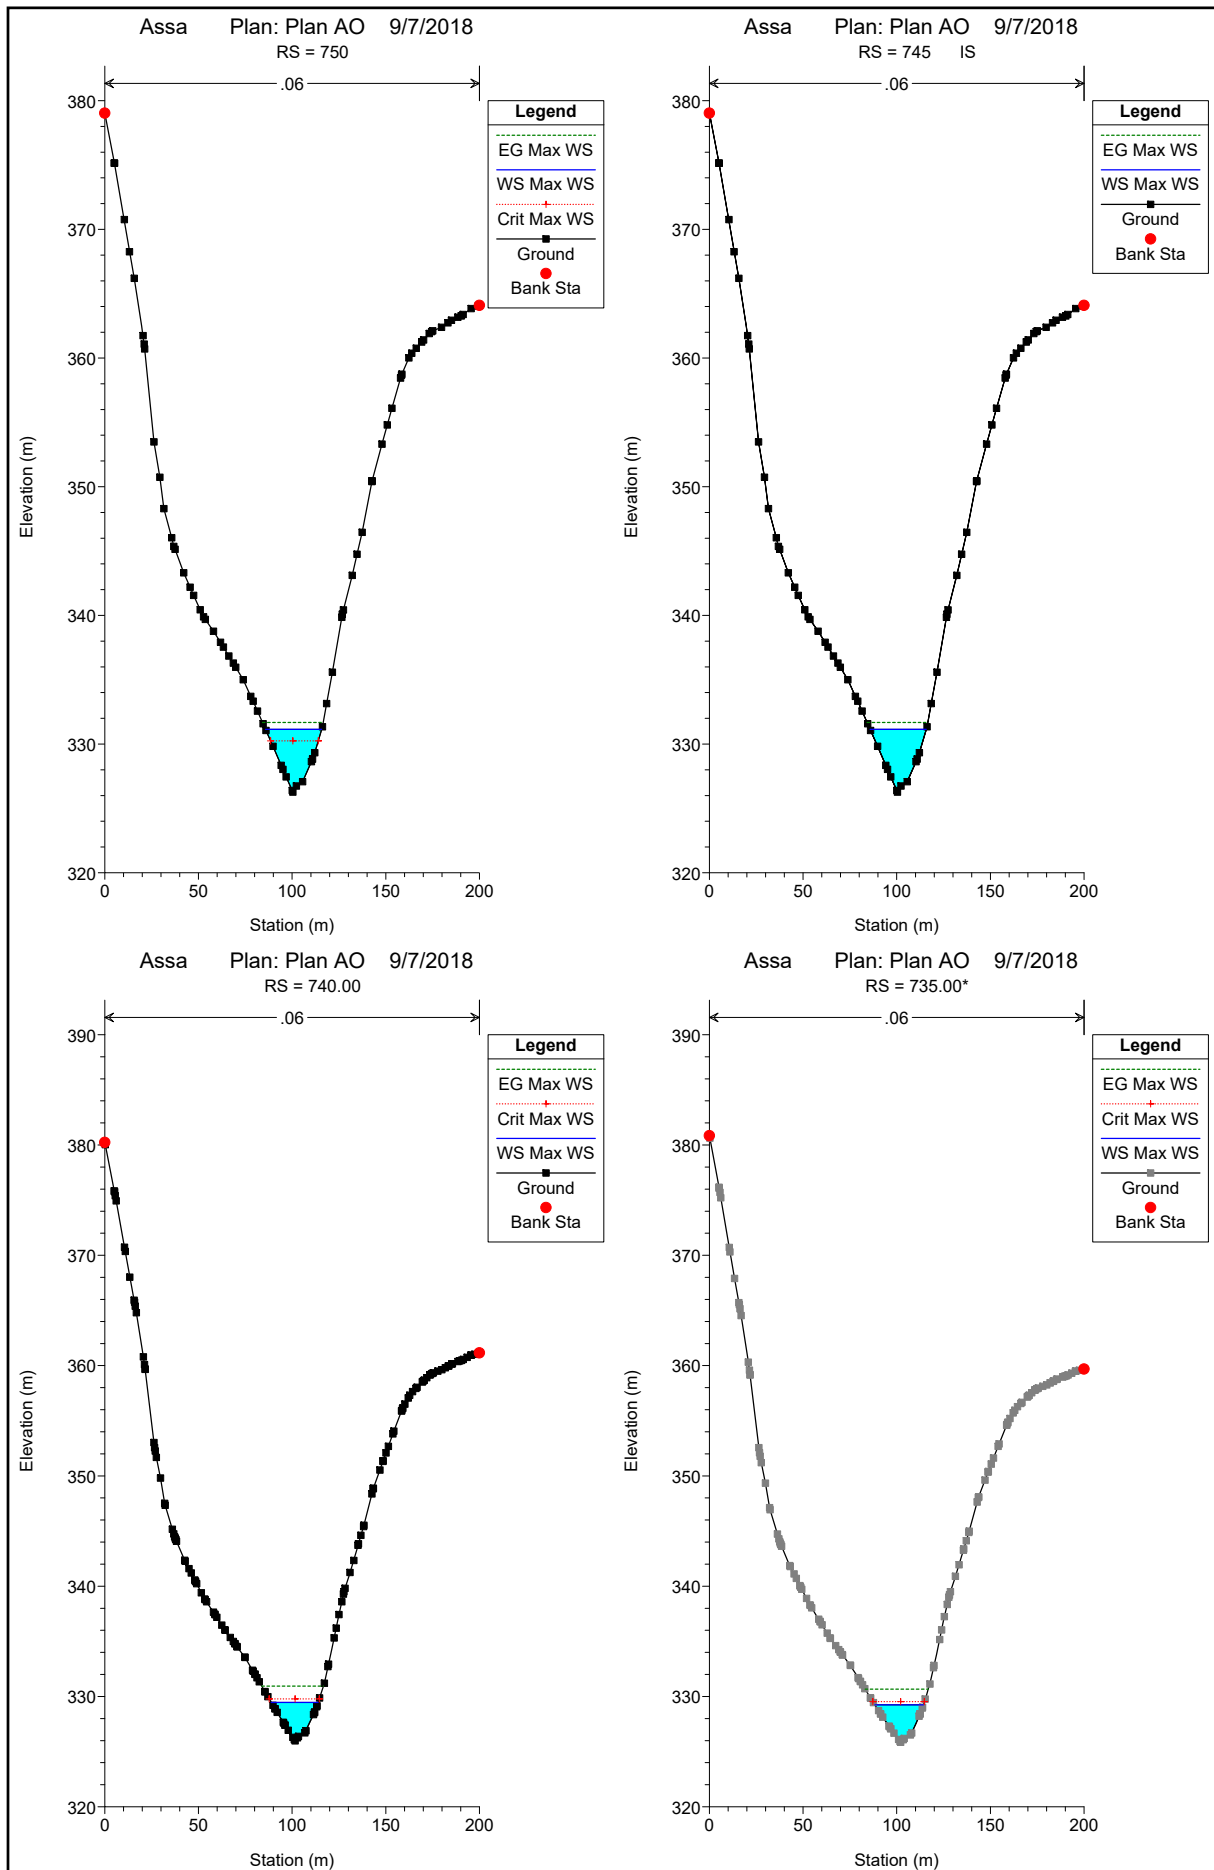 Assa Plan: Plan AO 9/7/2018
RS = 750
.06
Legend
EG Max WS
WS Max WS
Crit Max WS
Ground
Bank Sta
380
370
360
350
340
330
320
Elevation (m)
0 50 100 150 200
Station (m)
Assa Plan: Plan AO 9/7/2018
RS = 745 IS
.06
Legend
EG Max WS
WS Max WS
Ground
Bank Sta
380
370
360
350
340
330
320
Elevation (m)
0 50 100 150 200
Station (m)
Assa Plan: Plan AO 9/7/2018
RS = 740.00
.06
Legend
EG Max WS
Crit Max WS
WS Max WS
Ground
Bank Sta
390
380
370
360
350
340
330
320
Elevation (m)
0 50 100 150 200
Station (m)
Assa Plan: Plan AO 9/7/2018
RS = 735.00*
.06
Legend
EG Max WS
Crit Max WS
WS Max WS
Ground
Bank Sta
390
380
370
360
350
340
330
320
Elevation (m)
0 50 100 150 200
Station (m)